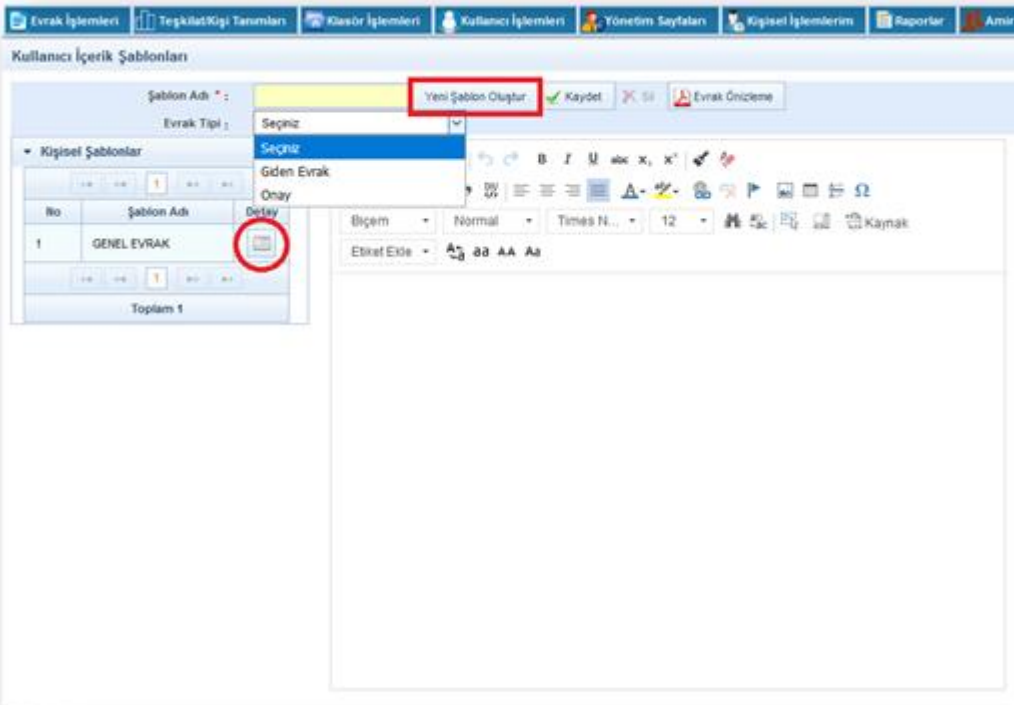 Evrak İşlemleri Teşkilat/Kişi Tanımları Klasör İşlemleri Kullanıcı İşlemleri Yönetim Sayfaları Kişisel İşlemlerim Raporlar Amir
Kullanıcı İçerik Şablonları
Şablon Adı * : Yeni Şablon Oluştur Kaydet Sil Evrak Önizleme
Evrak Tipi : Seçiniz
Seçiniz
Giden Evrak
Onay
Kişisel Şablonlar
1
No Şablon Adı Detay
1 GENEL EVRAK
1
Toplam 1
B I U abc x, x'
Biçem Normal Times N... 12 Kaynak
Etiket Ekle aa AA Aa